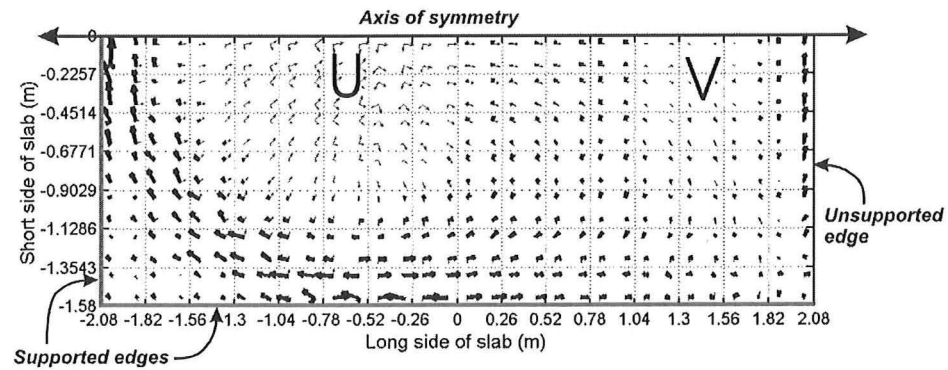 Axis of symmetry
Short side of slab (m)
0
-0.2257
-0.4514
-0.6771
-0.9029
-1.1286
-1.3543
-1.58
U
V
Unsupported
edge
-2.08 -1.82 -1.56 -1.3 -1.04 -0.78 -0.52 -0.26 0 0.26 0.52 0.78 1.04 1.3 1.56 1.82 2.08
Long side of slab (m)
Supported edges